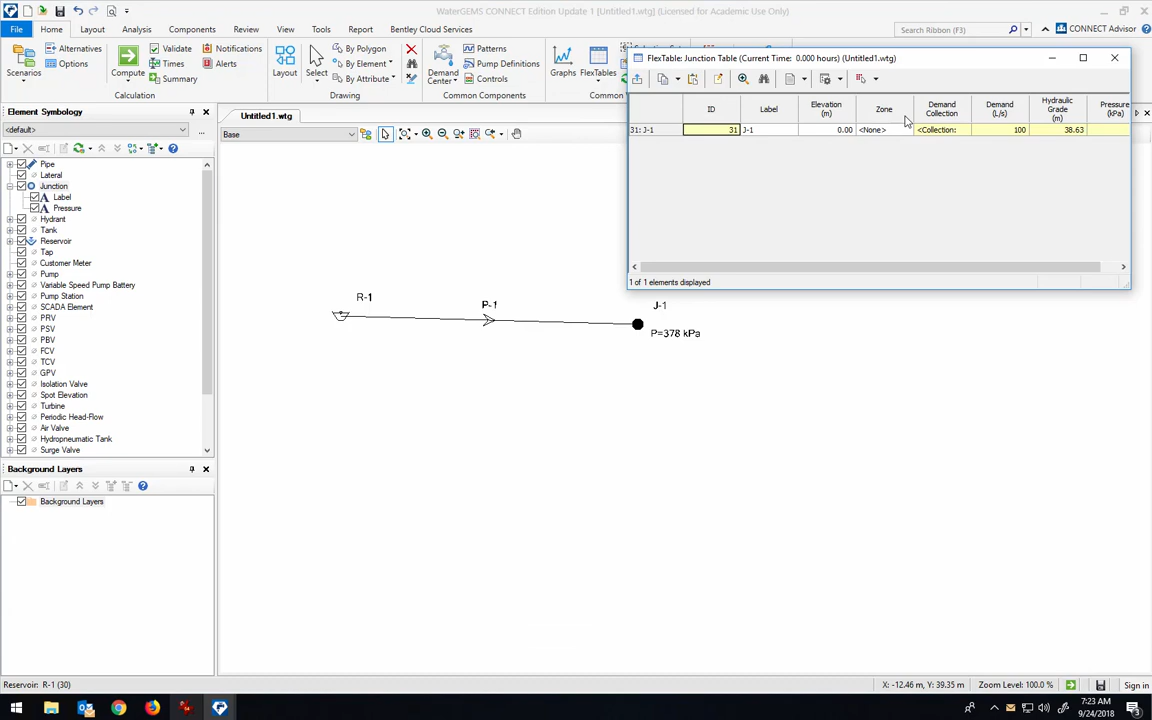 WaterGEMS CONNECT Edition Update 1 [Untitled1.wtg] (Licensed for Academic Use Only)
File Home Layout Analysis Components Review View Tools Report Bentley Cloud Services
Search Ribbon (F3)
CONNECT Advisor
Scenarios
Alternatives
Options
Compute
Validate
Times
Summary
Notifications
Alerts
Calculation
Layout
Select
By Polygon
By Element
By Attribute
Drawing
Demand Center
Patterns
Pump Definitions
Controls
Common Components
Graphs
FlexTables
Common
FlexTable: Junction Table (Current Time: 0.000 hours) (Untitled1.wtg)
ID Label Elevation (m) Zone Demand Collection Demand (L/s) Hydraulic Grade (m) Pressure (kPa)
31: J-1 31 J-1 0.00 <None> <Collection: 100 38.63
1 of 1 elements displayed
Element Symbology
<default>
...
Pipe
Lateral
Junction
Label
Pressure
Hydrant
Tank
Reservoir
Tap
Customer Meter
Pump
Variable Speed Pump Battery
Pump Station
SCADA Element
PRV
PSV
PBV
FCV
TCV
GPV
Isolation Valve
Spot Elevation
Turbine
Periodic Head-Flow
Air Valve
Hydropneumatic Tank
Surge Valve
Background Layers
Background Layers
Untitled1.wtg
Base
R-1
P-1
J-1
P=378 kPa
Reservoir: R-1 (30)
X: -12.46 m, Y: 39.35 m
Zoom Level: 100.0 %
Sign in
7:23 AM
9/24/2018